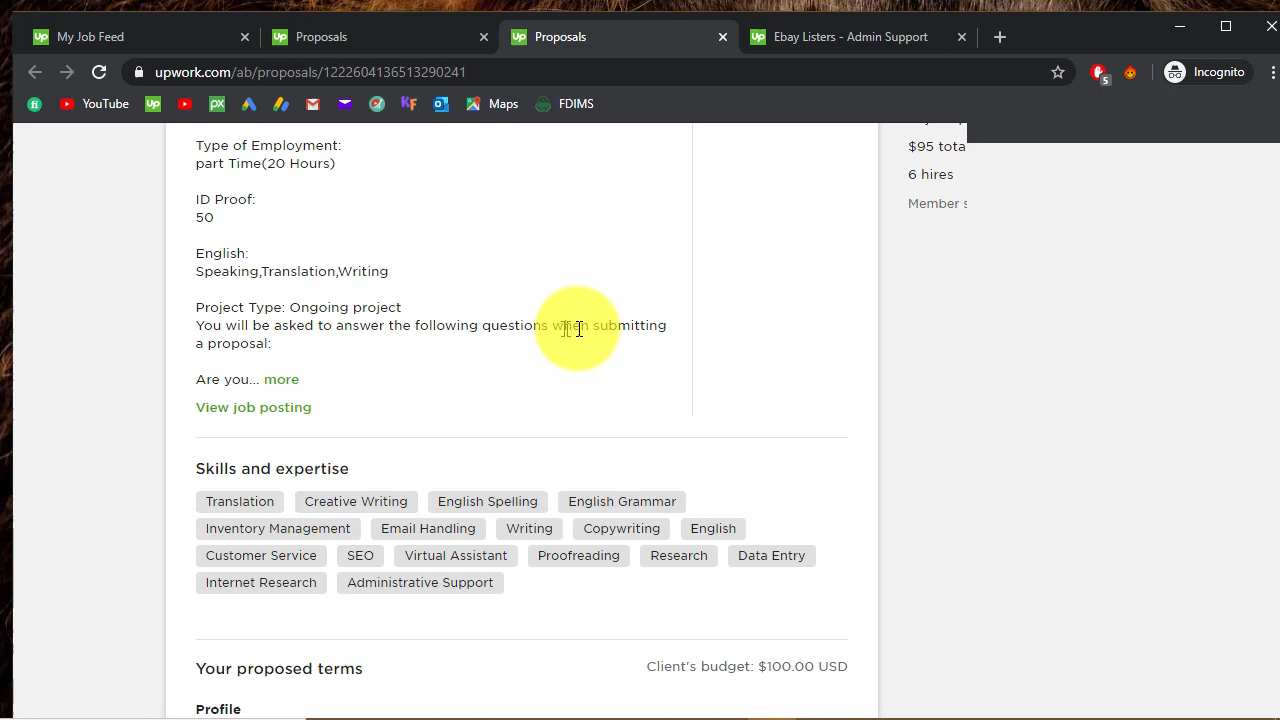 My Job Feed
Proposals
Proposals
Ebay Listers - Admin Support
upwork.com/ab/proposals/1222604136513290241
5
Incognito
YouTube
Maps
FDIMS
Type of Employment:
part Time(20 Hours)
ID Proof:
50
English:
Speaking,Translation,Writing
Project Type: Ongoing project
You will be asked to answer the following questions when submitting
a proposal:
Are you... more
View job posting
$95 tota
6 hires
Member s
Skills and expertise
Translation Creative Writing English Spelling English Grammar
Inventory Management Email Handling Writing Copywriting English
Customer Service SEO Virtual Assistant Proofreading Research Data Entry
Internet Research Administrative Support
Your proposed terms
Client's budget: $100.00 USD
Profile